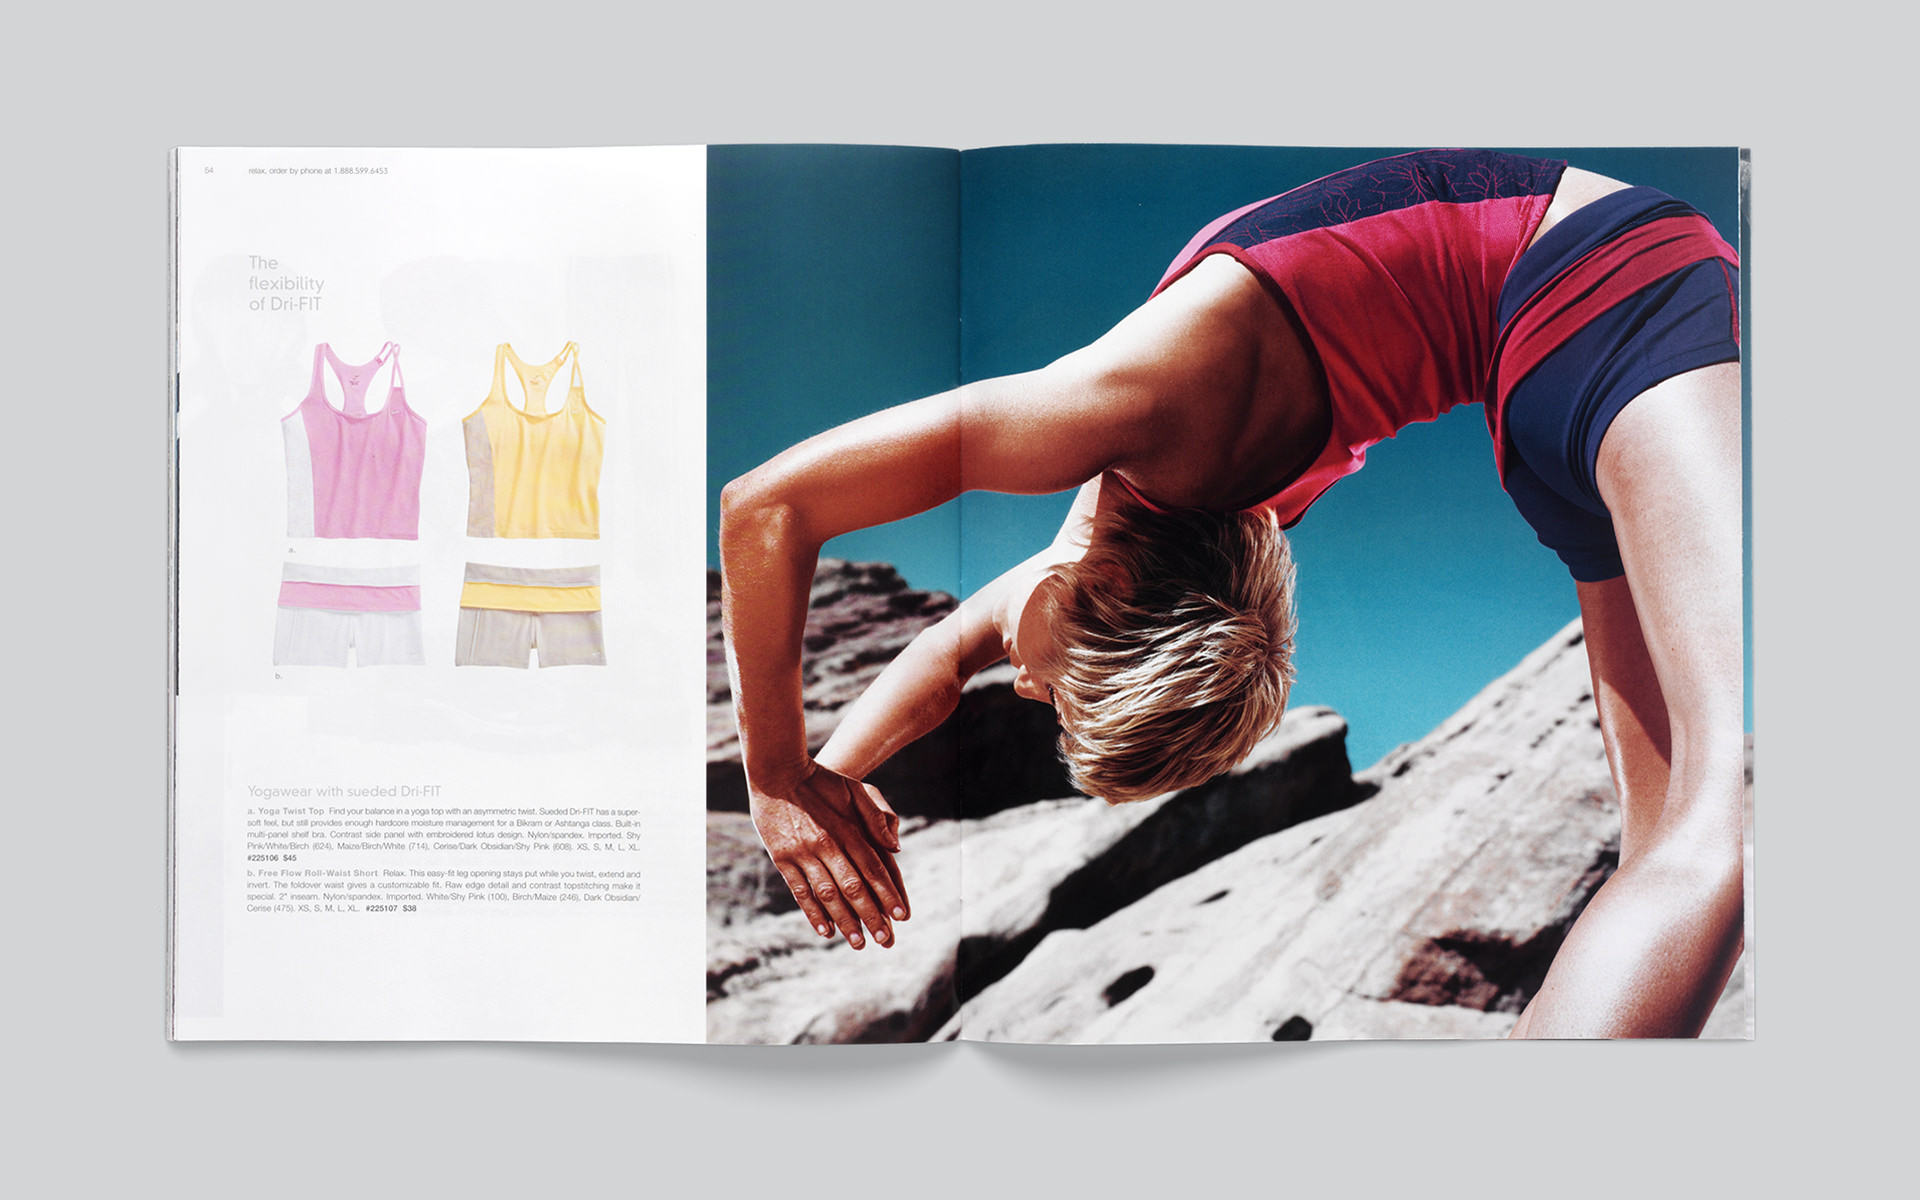 54
relax, order by phone at 1.888.599.6453
The
flexibility
of Dri-FIT
a.
b.
Yogawear with sueded Dri-FIT
a. Yoga Twist Top Find your balance in a yoga top with an asymmetric twist. Sueded Dri-FIT has a super-
soft feel, but still provides enough hardcore moisture management for a Bikram or Ashtanga class. Built-in
multi-panel shelf bra. Contrast side panel with embroidered lotus design. Nylon/spandex. Imported. Shy
Pink/White/Birch (624), Maize/Birch/White (714), Cerise/Dark Obsidian/Shy Pink (608). XS, S, M, L, XL.
#225106 $45
b. Free Flow Roll-Waist Short Relax. This easy-fit leg opening stays put while you twist, extend and
invert. The foldover waist gives a customizable fit. Raw edge detail and contrast topstitching make it
special. 2" inseam. Nylon/spandex. Imported. White/Shy Pink (100), Birch/Maize (246), Dark Obsidian/
Cerise (475). XS, S, M, L, XL. #225107 $38